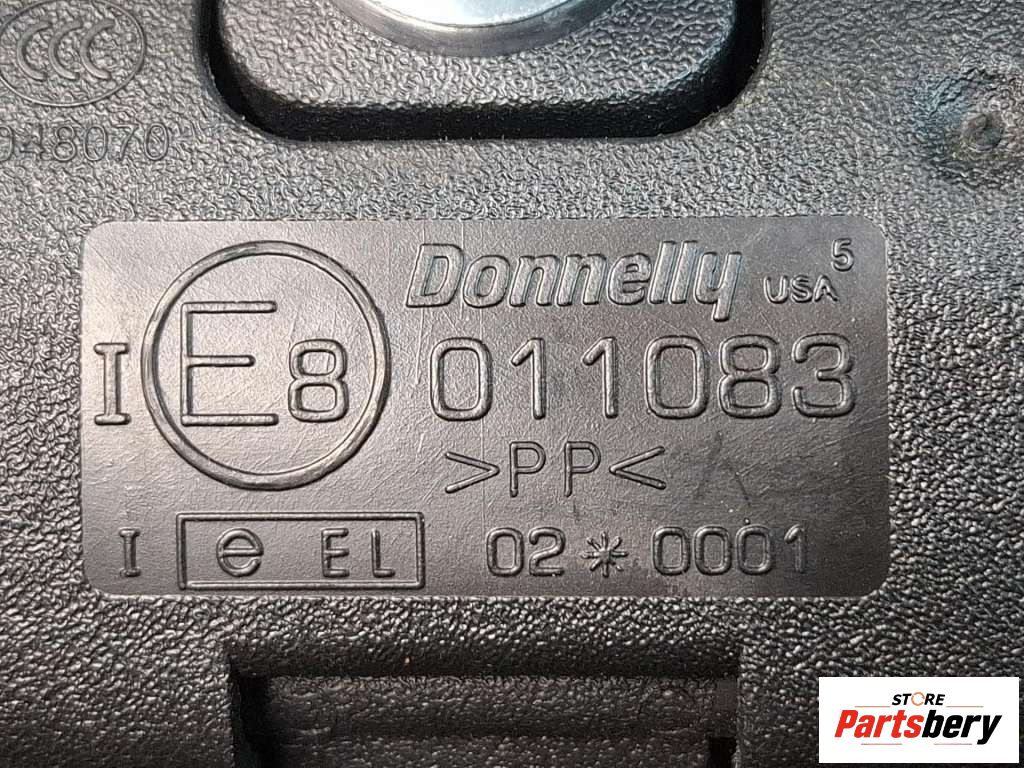 CCC
048070
Donnelly USA 5
I E8 011083
>PP<
I e EL 02*0001
STORE
Partsbery